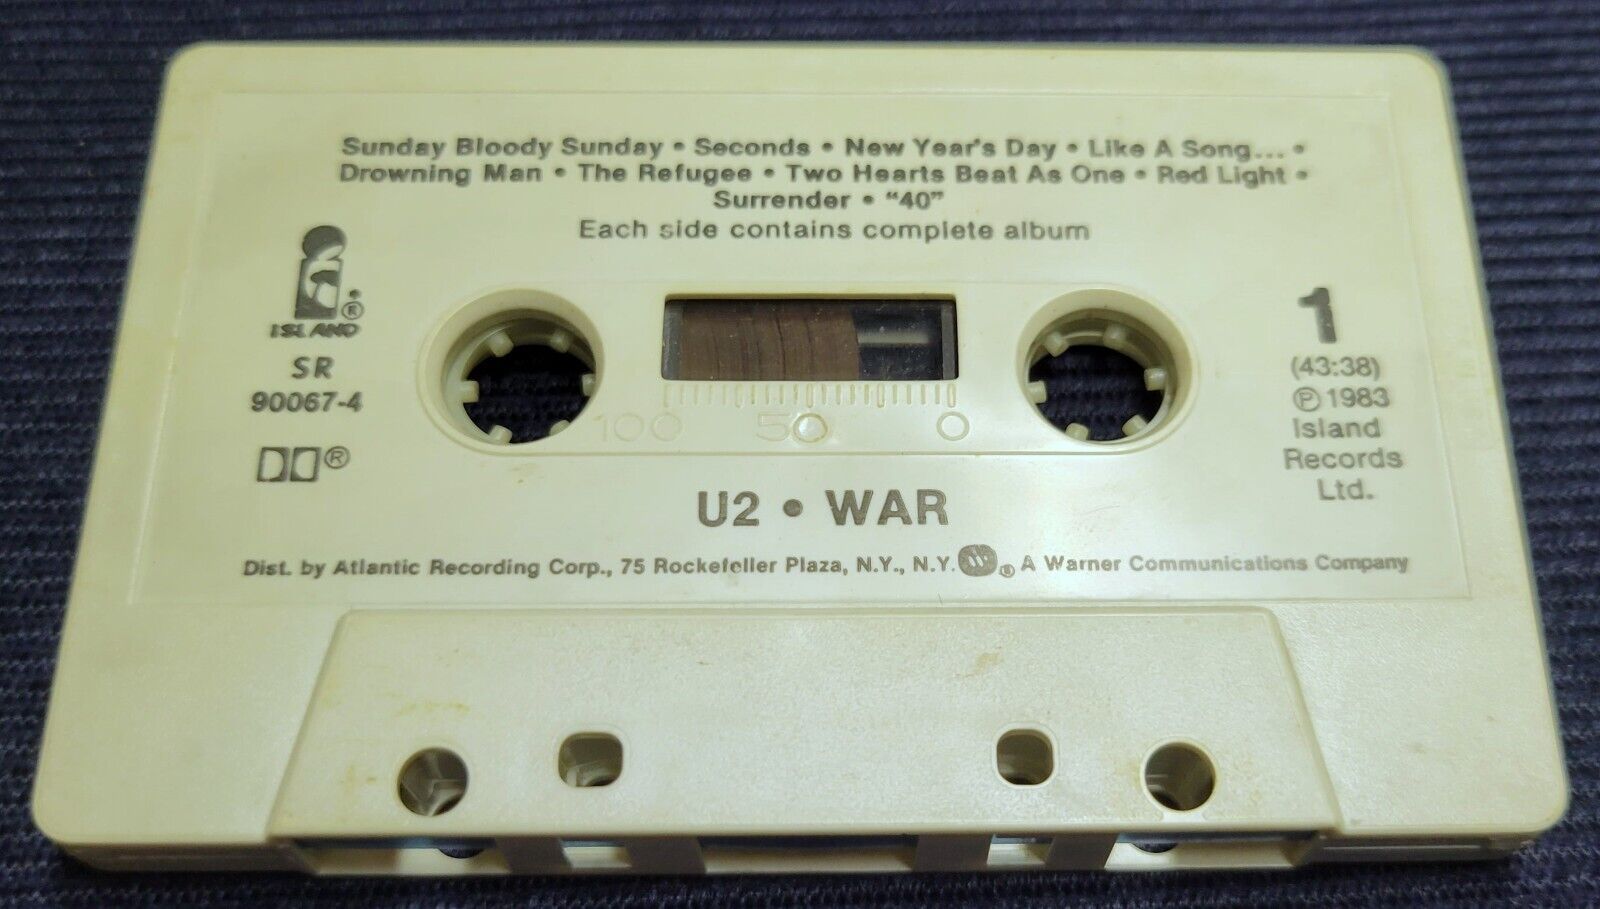 Sunday Bloody Sunday • Seconds • New Year's Day • Like A Song... •
Drowning Man • The Refugee • Two Hearts Beat As One • Red Light •
Surrender • "40"
Each side contains complete album
ISLAND ®
SR
90067-4
®
100 50 0
1
(43:38)
℗ 1983
Island
Records
Ltd.
U2 • WAR
Dist. by Atlantic Recording Corp., 75 Rockefeller Plaza, N.Y., N.Y. W ® A Warner Communications Company